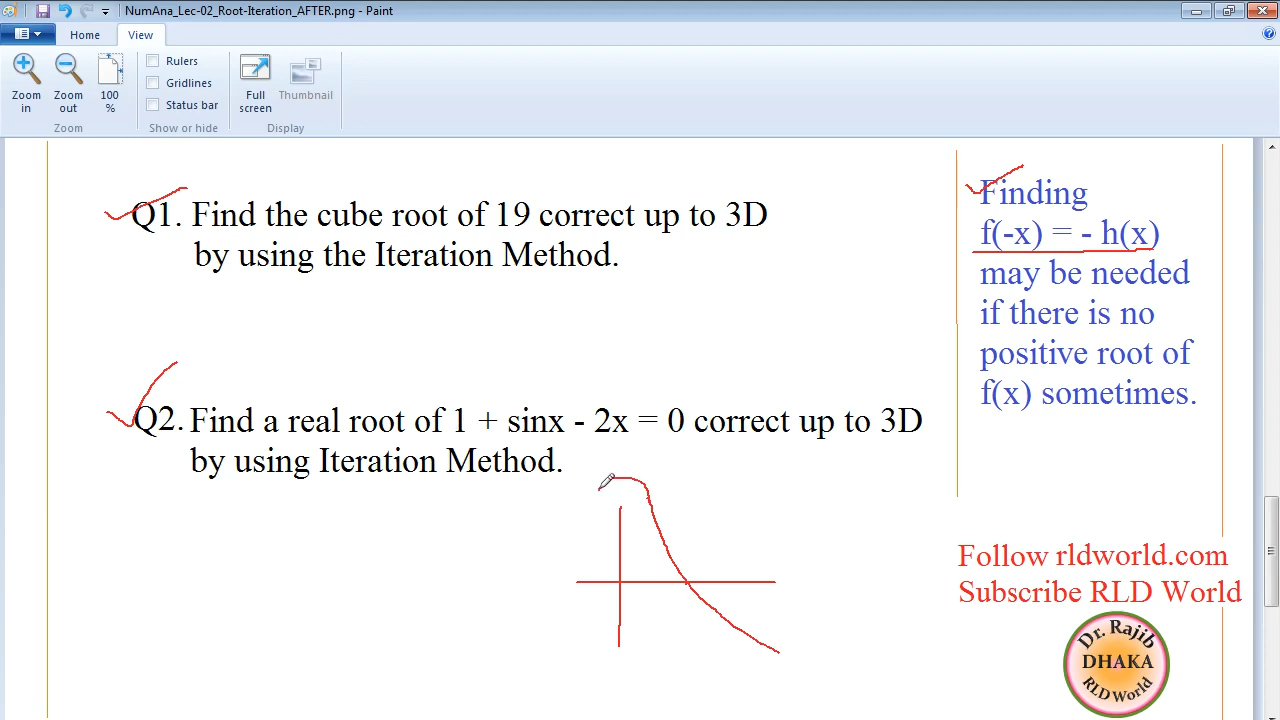 NumAna_Lec-02_Root-Iteration_AFTER.png - Paint
Home
View
Zoom in
Zoom out
100 %
Rulers
Gridlines
Status bar
Full screen
Thumbnail
Zoom
Show or hide
Display
Q1. Find the cube root of 19 correct up to 3D
by using the Iteration Method.
Q2. Find a real root of 1 + sinx - 2x = 0 correct up to 3D
by using Iteration Method.
Finding
f(-x) = - h(x)
may be needed
if there is no
positive root of
f(x) sometimes.
Follow rldworld.com
Subscribe RLD World
Dr. Rajib
DHAKA
RLD World